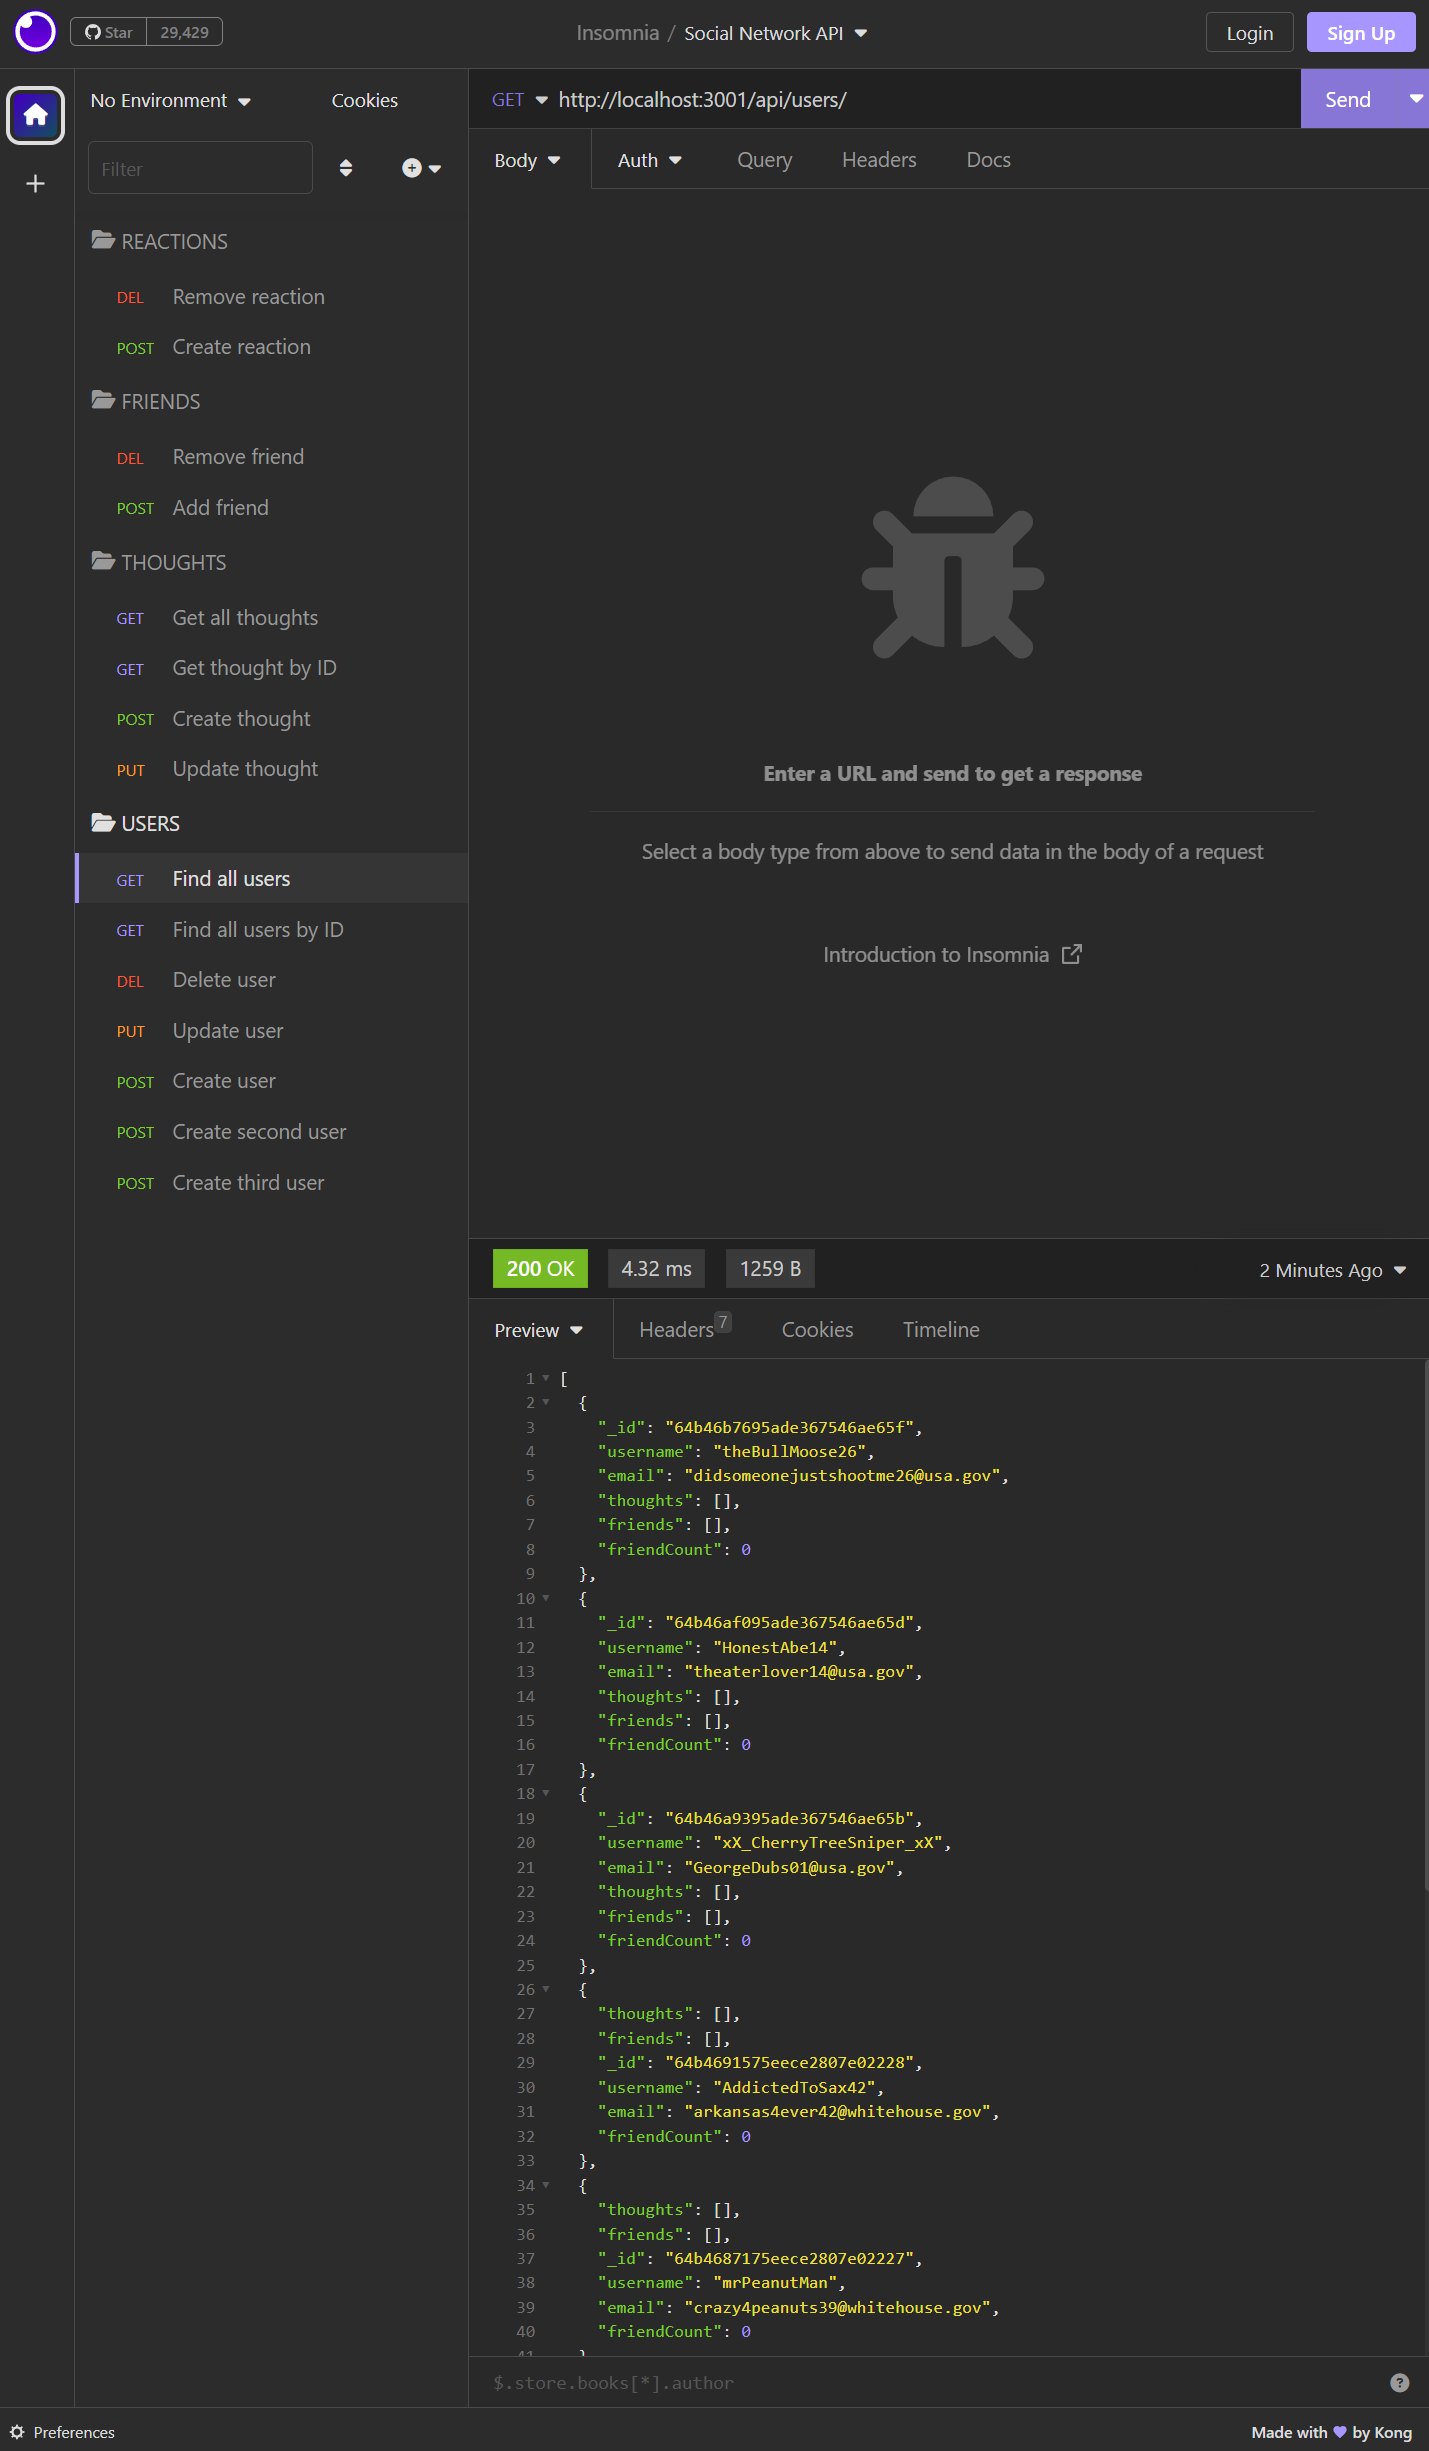 Star 29,429
Insomnia / Social Network API
Login
Sign Up
No Environment
Cookies
GET http://localhost:3001/api/users/
Send
Filter
Body
Auth
Query
Headers
Docs
REACTIONS
DEL Remove reaction
POST Create reaction
FRIENDS
DEL Remove friend
POST Add friend
THOUGHTS
GET Get all thoughts
GET Get thought by ID
POST Create thought
PUT Update thought
USERS
GET Find all users
GET Find all users by ID
DEL Delete user
PUT Update user
POST Create user
POST Create second user
POST Create third user
Enter a URL and send to get a response
Select a body type from above to send data in the body of a request
Introduction to Insomnia
200 OK
4.32 ms
1259 B
2 Minutes Ago
Preview
Headers 7
Cookies
Timeline
1 [
2 {
3 "_id": "64b46b7695ade367546ae65f",
4 "username": "theBullMoose26",
5 "email": "didsomeonejustshootme26@usa.gov",
6 "thoughts": [],
7 "friends": [],
8 "friendCount": 0
9 },
10 {
11 "_id": "64b46af095ade367546ae65d",
12 "username": "HonestAbe14",
13 "email": "theaterlover14@usa.gov",
14 "thoughts": [],
15 "friends": [],
16 "friendCount": 0
17 },
18 {
19 "_id": "64b46a9395ade367546ae65b",
20 "username": "xX_CherryTreeSniper_xX",
21 "email": "GeorgeDubs01@usa.gov",
22 "thoughts": [],
23 "friends": [],
24 "friendCount": 0
25 },
26 {
27 "thoughts": [],
28 "friends": [],
29 "_id": "64b4691575eece2807e02228",
30 "username": "AddictedToSax42",
31 "email": "arkansas4ever42@whitehouse.gov",
32 "friendCount": 0
33 },
34 {
35 "thoughts": [],
36 "friends": [],
37 "_id": "64b4687175eece2807e02227",
38 "username": "mrPeanutMan",
39 "email": "crazy4peanuts39@whitehouse.gov",
40 "friendCount": 0
41
$.store.books[*].author
Preferences
Made with by Kong